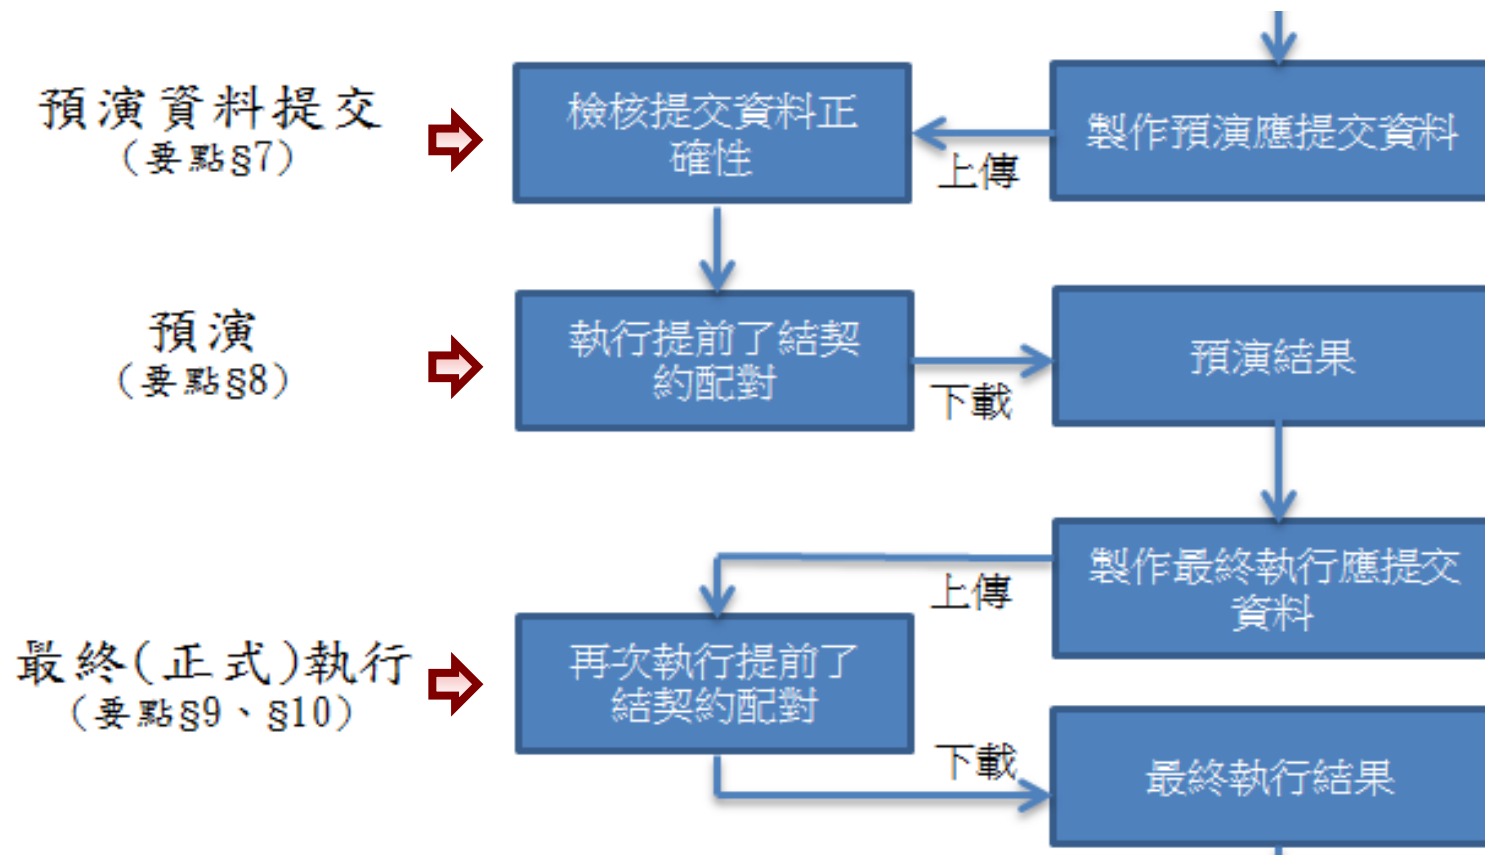 預演資料提交
（要點§7）
檢核提交資料正
確性
上傳
製作預演應提交資料
預演
（要點§8）
執行提前了結契
約配對
下載
預演結果
製作最終執行應提交
資料
上傳
最終(正式)執行
（要點§9、§10）
再次執行提前了
結契約配對
下載
最終執行結果